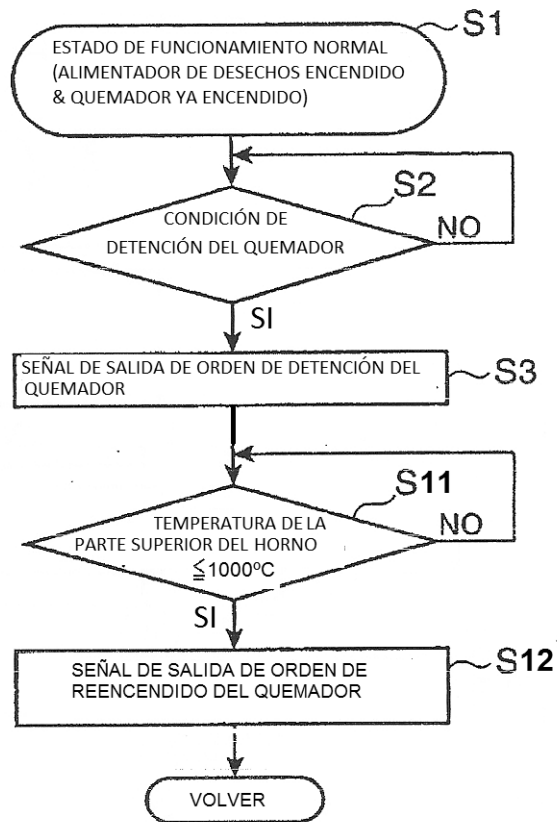 S1
ESTADO DE FUNCIONAMIENTO NORMAL
(ALIMENTADOR DE DESECHOS ENCENDIDO
& QUEMADOR YA ENCENDIDO)
S2
CONDICIÓN DE
DETENCIÓN DEL QUEMADOR
NO
SI
SEÑAL DE SALIDA DE ORDEN DE DETENCIÓN DEL
QUEMADOR
S3
S11
TEMPERATURA DE LA
PARTE SUPERIOR DEL HORNO
≦1000ºC
NO
SI
SEÑAL DE SALIDA DE ORDEN DE
REENCENDIDO DEL QUEMADOR
S12
VOLVER